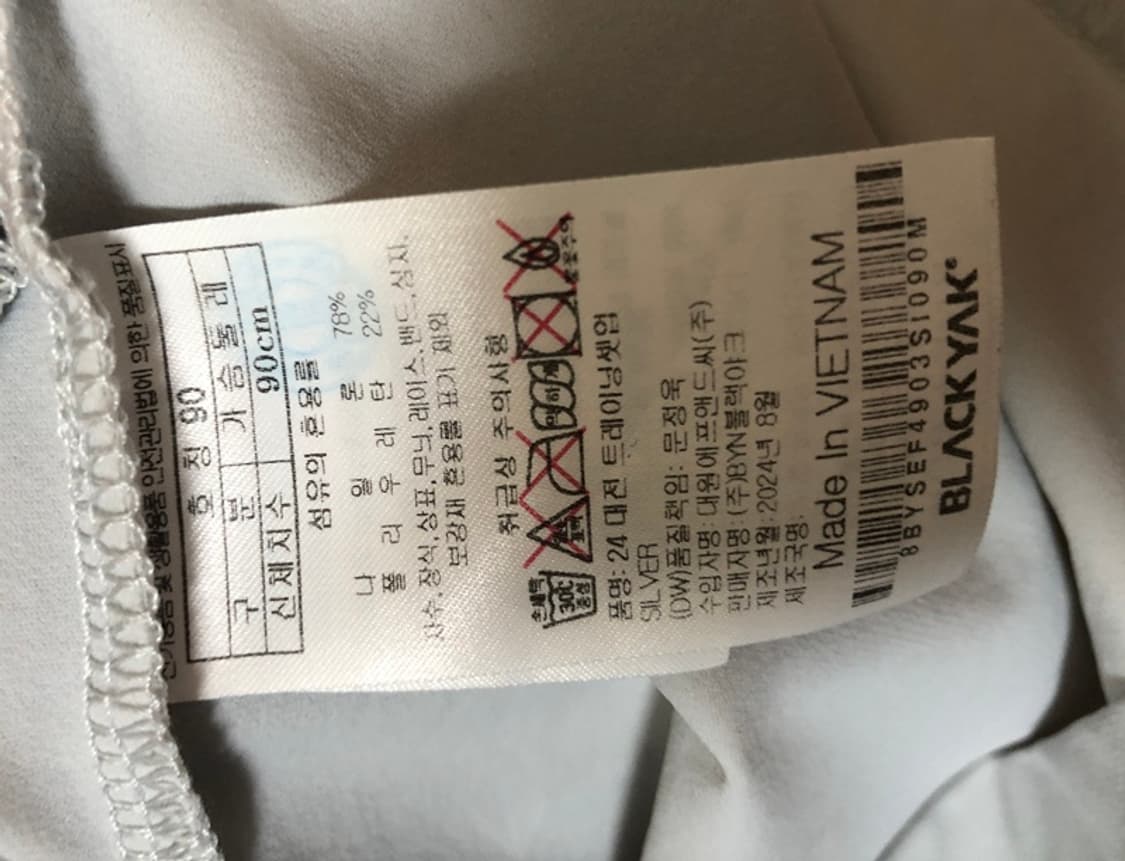 전기용품 및 생활용품 안전관리법에 의한 품질표시
호 칭 90
구 분 가 슴 둘 레
신체치수 90cm
섬유의 혼용률
나 일 론 78%
폴 리 우 레 탄 22%
자수,장식,상표,무늬,레이스,밴드,심지,
보강재 혼용률 표기 제외
취급상 주의사항
손세탁
30℃
중성
품명: 24 대전 트레이닝셋업
SILVER
(DW)품질책임: 문정욱
수입자명: 대원에프앤드씨(주)
판매자명: (주)BYN블랙야크
제조년월: 2024년 8월
제조국명:
Made In VIETNAM
8BYSEF4903SI090M
BLACKYAK®